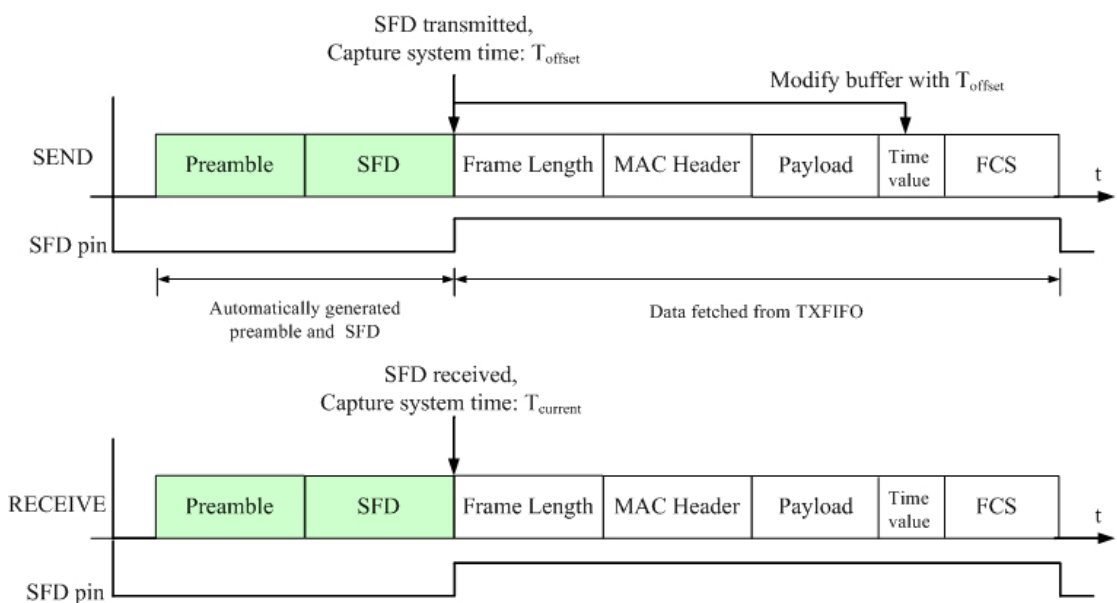 SFD transmitted,
Capture system time: Toffset
Modify buffer with Toffset
SEND
Preamble
SFD
Frame Length
MAC Header
Payload
Time
value
FCS
t
SFD pin
Automatically generated
preamble and SFD
Data fetched from TXFIFO
SFD received,
Capture system time: Tcurrent
RECEIVE
Preamble
SFD
Frame Length
MAC Header
Payload
Time
value
FCS
t
SFD pin